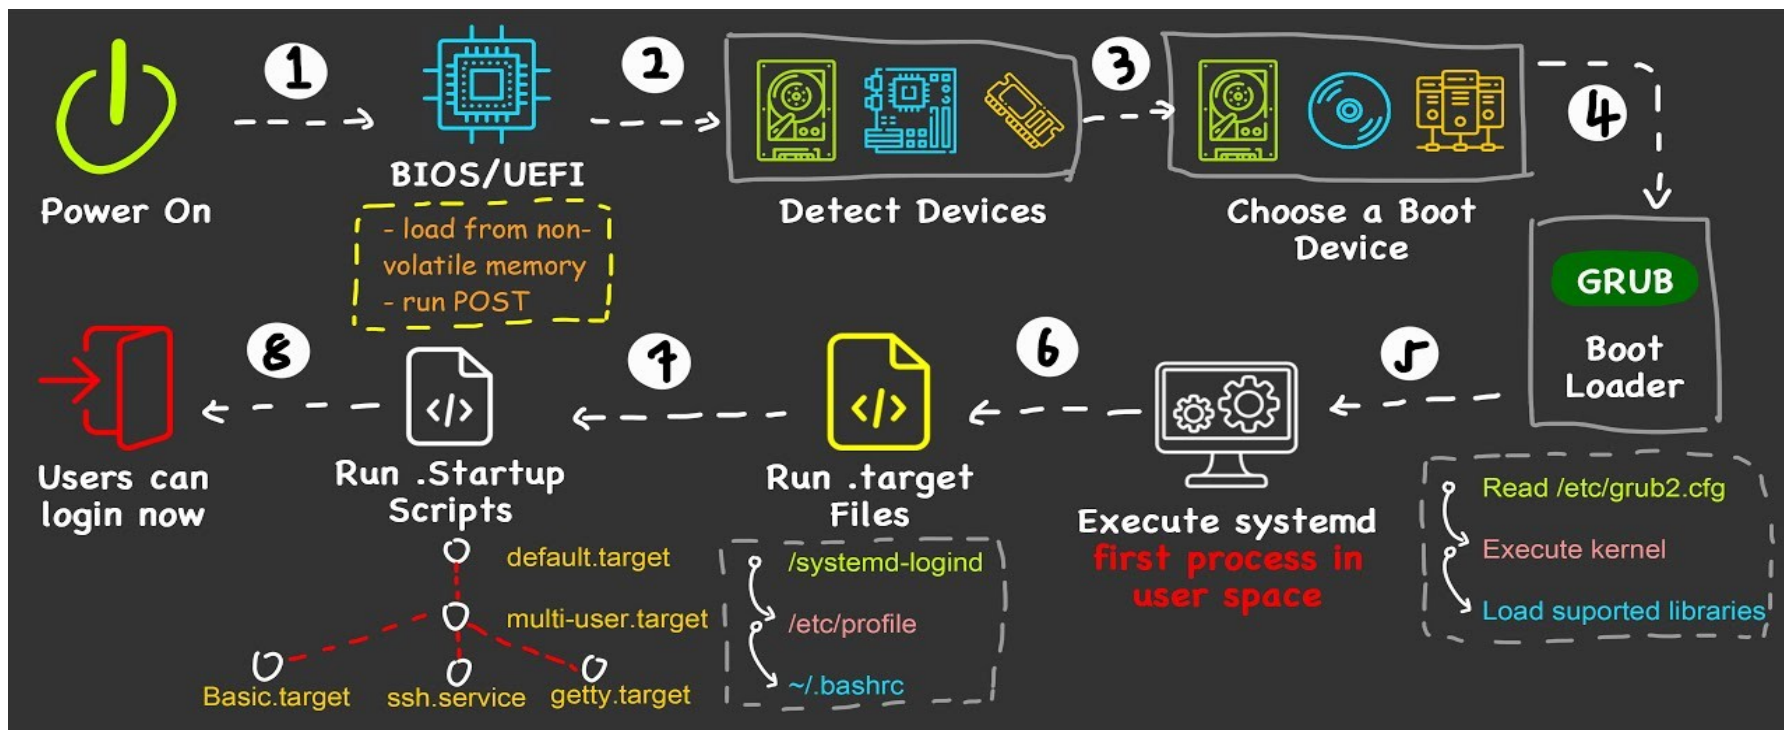 1
2
3
4
Power On
BIOS/UEFI
- load from non-
volatile memory
- run POST
Detect Devices
Choose a Boot
Device
GRUB
Boot
Loader
5
Read /etc/grub2.cfg
Execute kernel
Load suported libraries
Execute systemd
first process in
user space
6
Run .target
Files
/systemd-logind
/etc/profile
~/.bashrc
7
Run .Startup
Scripts
default.target
multi-user.target
Basic.target
ssh.service
getty.target
8
Users can
login now